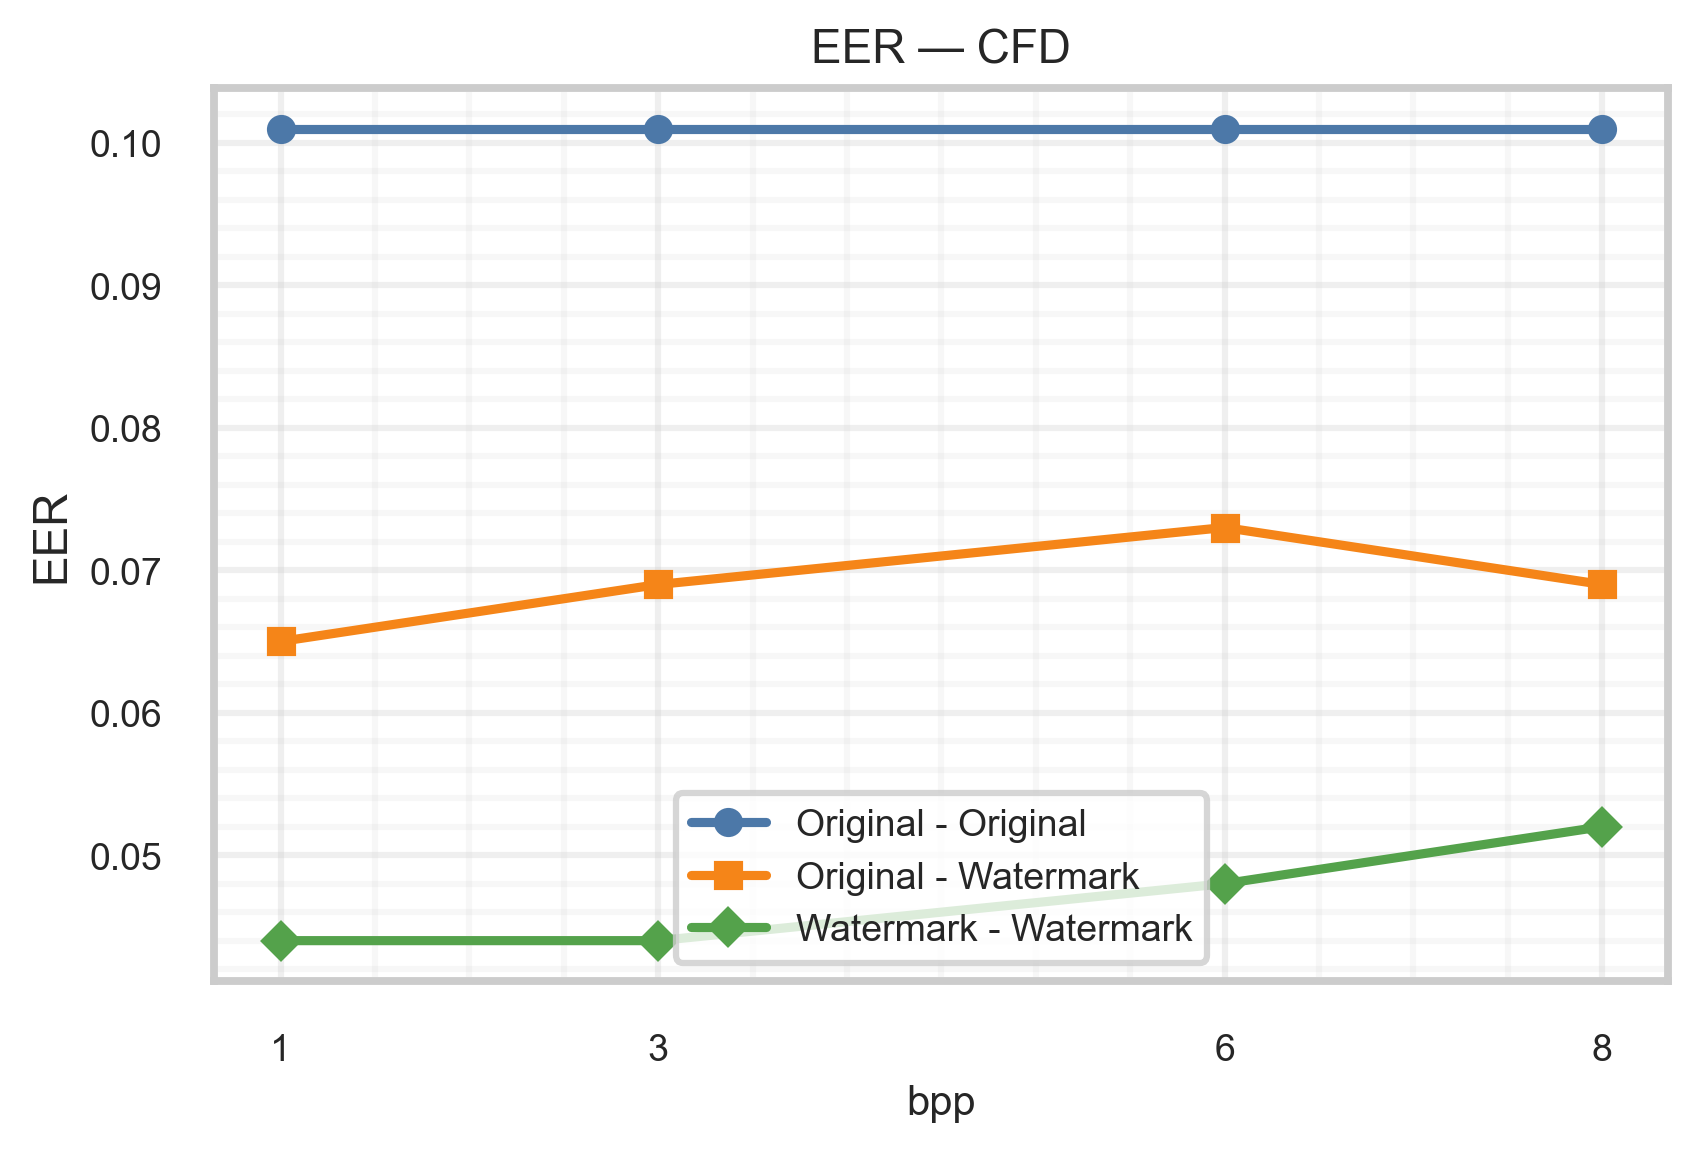 EER — CFD
0.10
0.09
0.08
0.07
0.06
0.05
EER
Original - Original
Original - Watermark
Watermark - Watermark
1 3 6 8
bpp